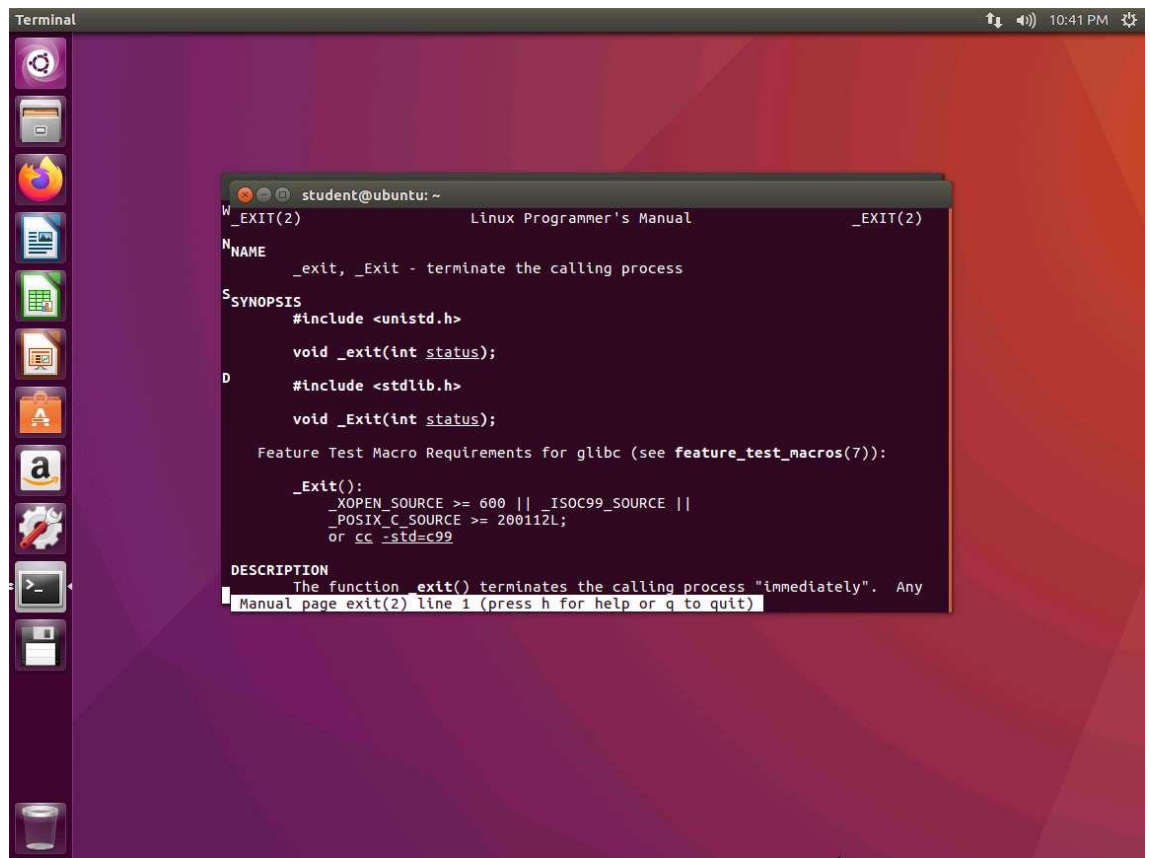 Terminal
10:41 PM
student@ubuntu: ~
W
_EXIT(2) Linux Programmer's Manual _EXIT(2)
N
NAME
_exit, _Exit - terminate the calling process
S
SYNOPSIS
#include <unistd.h>
void _exit(int status);
D
#include <stdlib.h>
void _Exit(int status);
Feature Test Macro Requirements for glibc (see feature_test_macros(7)):
_Exit():
_XOPEN_SOURCE >= 600 || _ISOC99_SOURCE ||
_POSIX_C_SOURCE >= 200112L;
or cc -std=c99
DESCRIPTION
The function _exit() terminates the calling process "immediately". Any
Manual page exit(2) line 1 (press h for help or q to quit)
A
a
>_